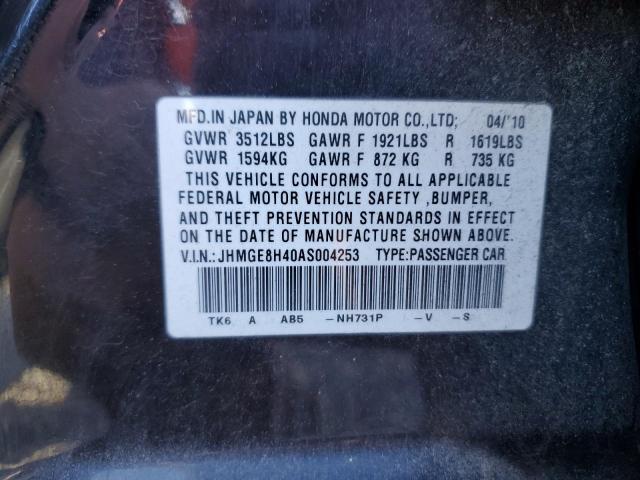 MFD.IN JAPAN BY HONDA MOTOR CO.,LTD; 04/'10
GVWR 3512LBS GAWR F 1921LBS R 1619LBS
GVWR 1594KG GAWR F 872 KG R 735 KG
THIS VEHICLE CONFORMS TO ALL APPLICABLE
FEDERAL MOTOR VEHICLE SAFETY ,BUMPER,
AND THEFT PREVENTION STANDARDS IN EFFECT
ON THE DATE OF MANUFACTURE SHOWN ABOVE.
V.I.N.:JHMGE8H40AS004253 TYPE:PASSENGER CAR
TK6 A AB5 -NH731P -V -S